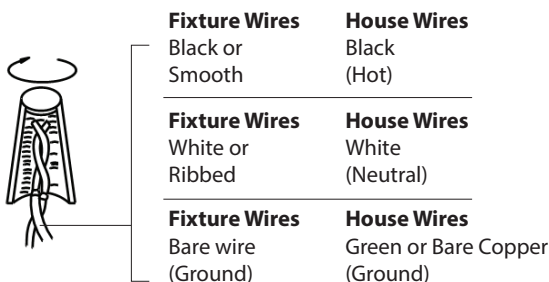 Fixture Wires House Wires
Black or Black
Smooth (Hot)
Fixture Wires House Wires
White or White
Ribbed (Neutral)
Fixture Wires House Wires
Bare wire Green or Bare Copper
(Ground) (Ground)